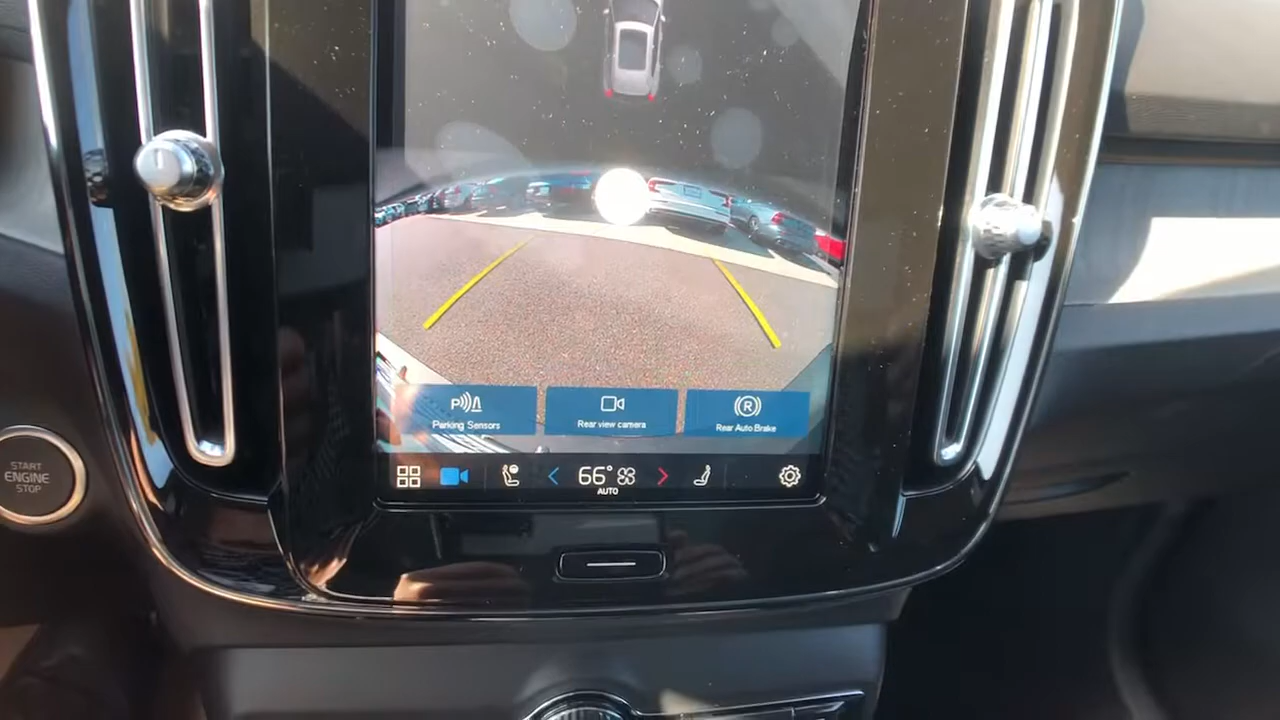 START
ENGINE
STOP
P
Parking Sensors
Rear view camera
R
Rear Auto Brake
66°
AUTO